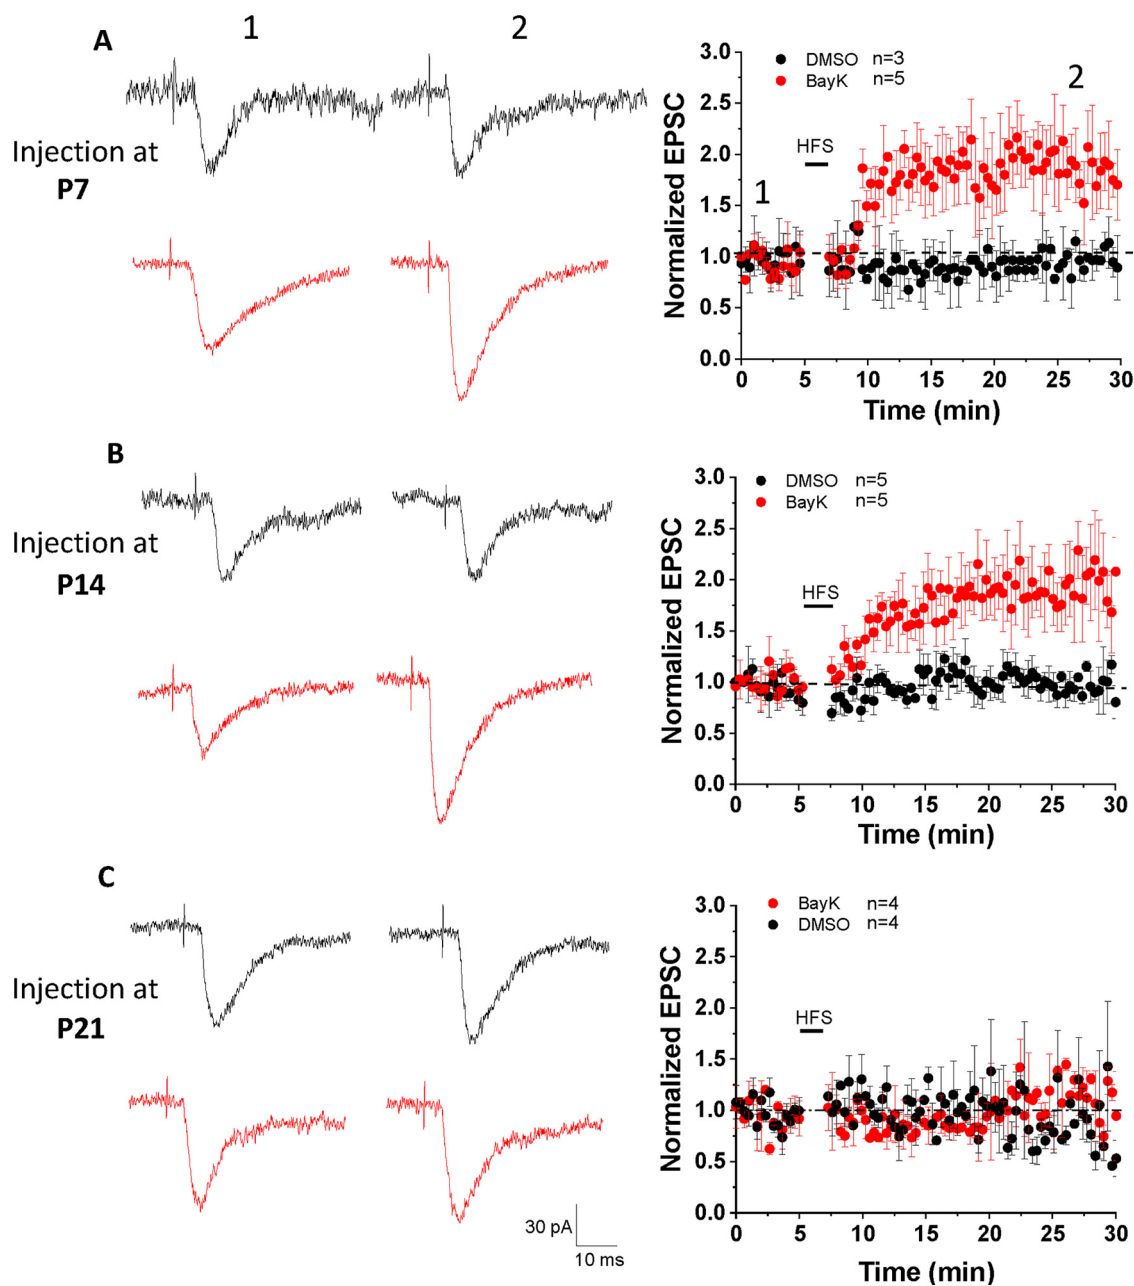 A
1
2
Injection at
P7
DMSO n=3
BayK n=5
2
HFS
1
Normalized EPSC
3.0
2.5
2.0
1.5
1.0
0.5
0.0
0 5 10 15 20 25 30
Time (min)
B
Injection at
P14
DMSO n=5
BayK n=5
HFS
Normalized EPSC
3.0
2.5
2.0
1.5
1.0
0.5
0.0
0 5 10 15 20 25 30
Time (min)
C
Injection at
P21
30 pA
10 ms
BayK n=4
DMSO n=4
HFS
Normalized EPSC
3.0
2.5
2.0
1.5
1.0
0.5
0.0
0 5 10 15 20 25 30
Time (min)